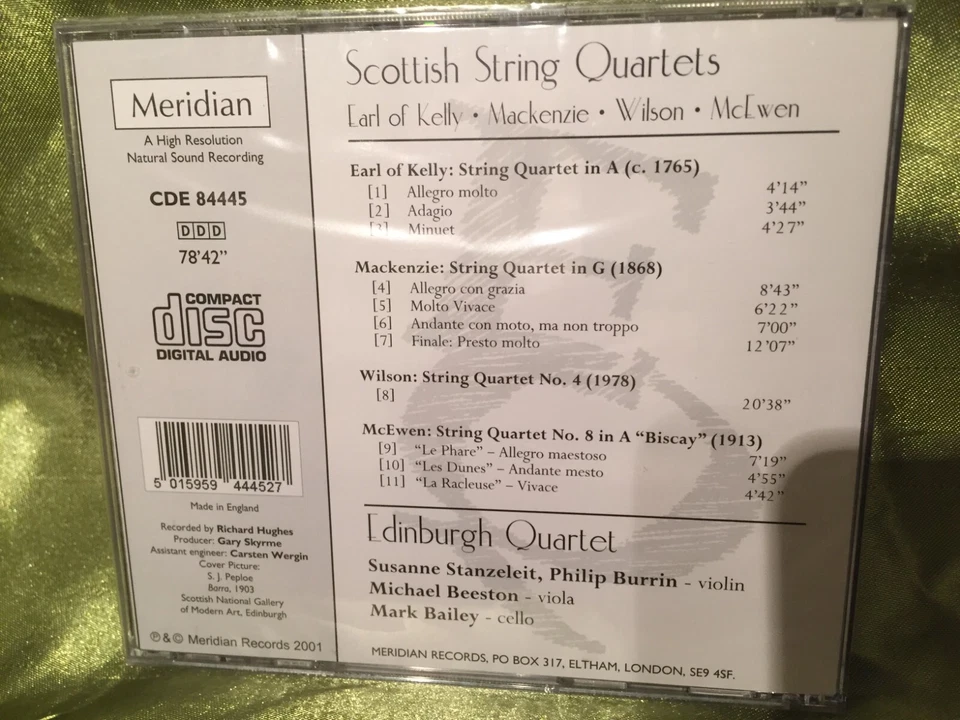 Meridian
A High Resolution
Natural Sound Recording
CDE 84445
DDD
78'42"
COMPACT
disc
DIGITAL AUDIO
5 015959 444527
Made in England
Recorded by Richard Hughes
Producer: Gary Skyrme
Assistant engineer: Carsten Wergin
Cover Picture:
S. J. Peploe
Barra, 1903
Scottish National Gallery
of Modern Art, Edinburgh
℗&© Meridian Records 2001
Scottish String Quartets
Earl of Kelly • Mackenzie • Wilson • McEwen
Earl of Kelly: String Quartet in A (c. 1765)
[1] Allegro molto 4'14"
[2] Adagio 3'44"
Minuet 4'27"
Mackenzie: String Quartet in G (1868)
[4] Allegro con grazia 8'43"
[5] Molto Vivace 6'22"
[6] Andante con moto, ma non troppo 7'00"
[7] Finale: Presto molto 12'07"
Wilson: String Quartet No. 4 (1978)
[8] 20'38"
McEwen: String Quartet No. 8 in A "Biscay" (1913)
[9] "Le Phare" – Allegro maestoso 7'19"
[10] "Les Dunes" – Andante mesto 4'55"
[11] "La Racleuse" – Vivace 4'42"
Edinburgh Quartet
Susanne Stanzeleit, Philip Burrin - violin
Michael Beeston - viola
Mark Bailey - cello
MERIDIAN RECORDS, PO BOX 317, ELTHAM, LONDON, SE9 4SF.